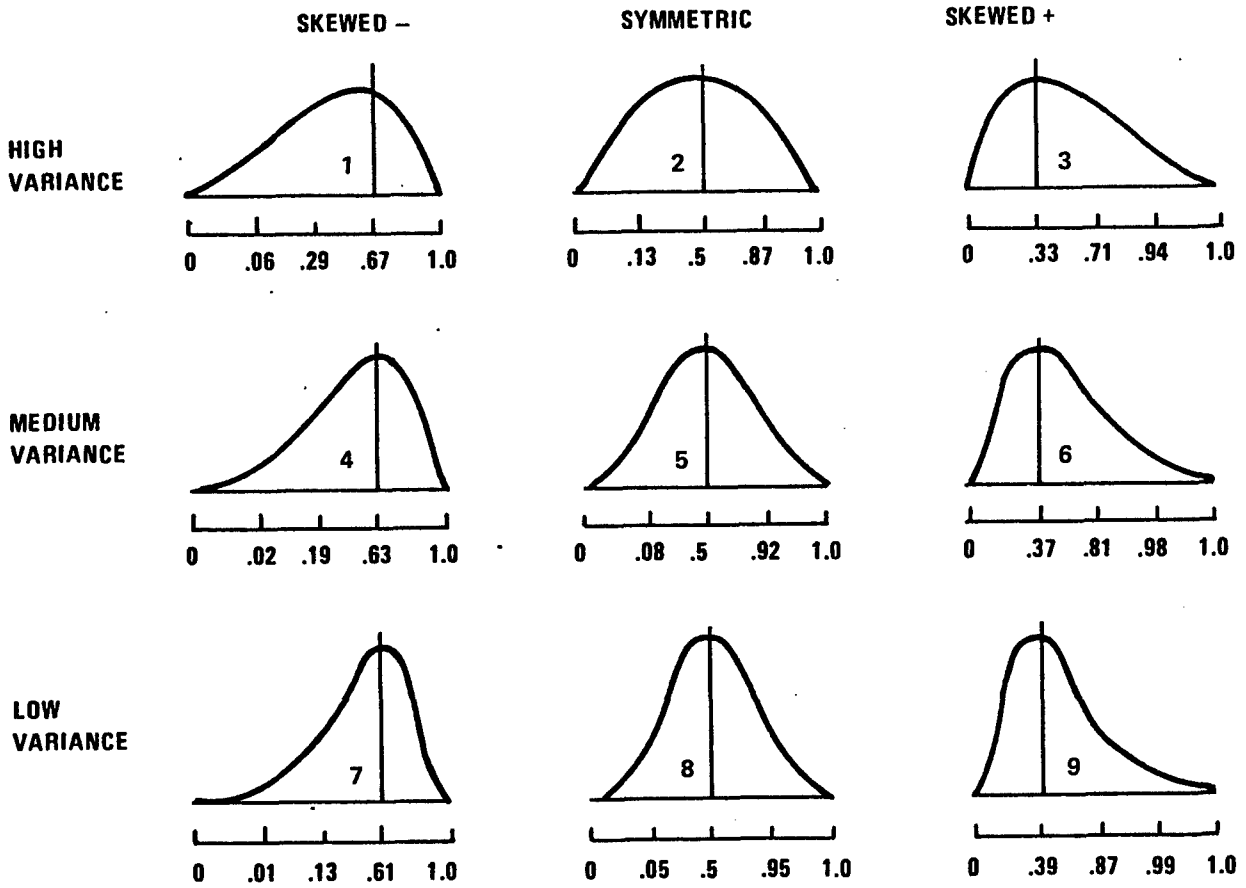 SKEWED – SYMMETRIC SKEWED +
HIGH
VARIANCE
1 2 3
0 .06 .29 .67 1.0 0 .13 .5 .87 1.0 0 .33 .71 .94 1.0
MEDIUM
VARIANCE
4 5 6
0 .02 .19 .63 1.0 0 .08 .5 .92 1.0 0 .37 .81 .98 1.0
LOW
VARIANCE
7 8 9
0 .01 .13 .61 1.0 0 .05 .5 .95 1.0 0 .39 .87 .99 1.0